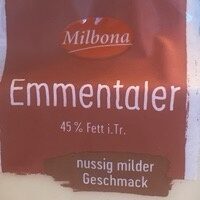 Milbona
Emmentaler
45 % Fett i.Tr.
nussig milder
Geschmack